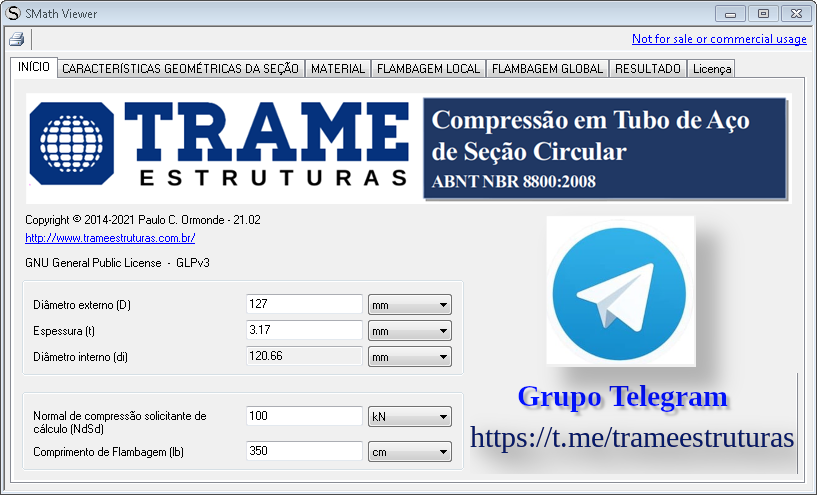 SMath Viewer
Not for sale or commercial usage
INÍCIO CARACTERÍSTICAS GEOMÉTRICAS DA SEÇÃO MATERIAL FLAMBAGEM LOCAL FLAMBAGEM GLOBAL RESULTADO Licença
TRAME
ESTRUTURAS
Compressão em Tubo de Aço
de Seção Circular
ABNT NBR 8800:2008
Copyright © 2014-2021 Paulo C. Ormonde - 21.02
http://www.trameestruturas.com.br/
GNU General Public License - GLPv3
Diâmetro externo (D) 127 mm
Espessura (t) 3.17 mm
Diâmetro interno (di) 120.66 mm
Normal de compressão solicitante de
cálculo (NdSd) 100 kN
Comprimento de Flambagem (lb) 350 cm
Grupo Telegram
https://t.me/trameestruturas